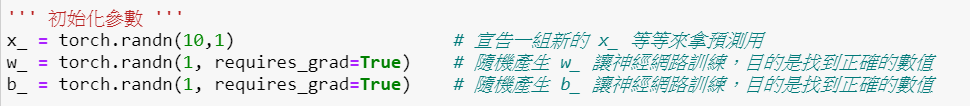 ''' 初始化參數 '''
x_ = torch.randn(10,1) # 宣告一組新的 x_ 等等來拿預測用
w_ = torch.randn(1, requires_grad=True) # 隨機產生 w_ 讓神經網路訓練，目的是找到正確的數值
b_ = torch.randn(1, requires_grad=True) # 隨機產生 b_ 讓神經網路訓練，目的是找到正確的數值